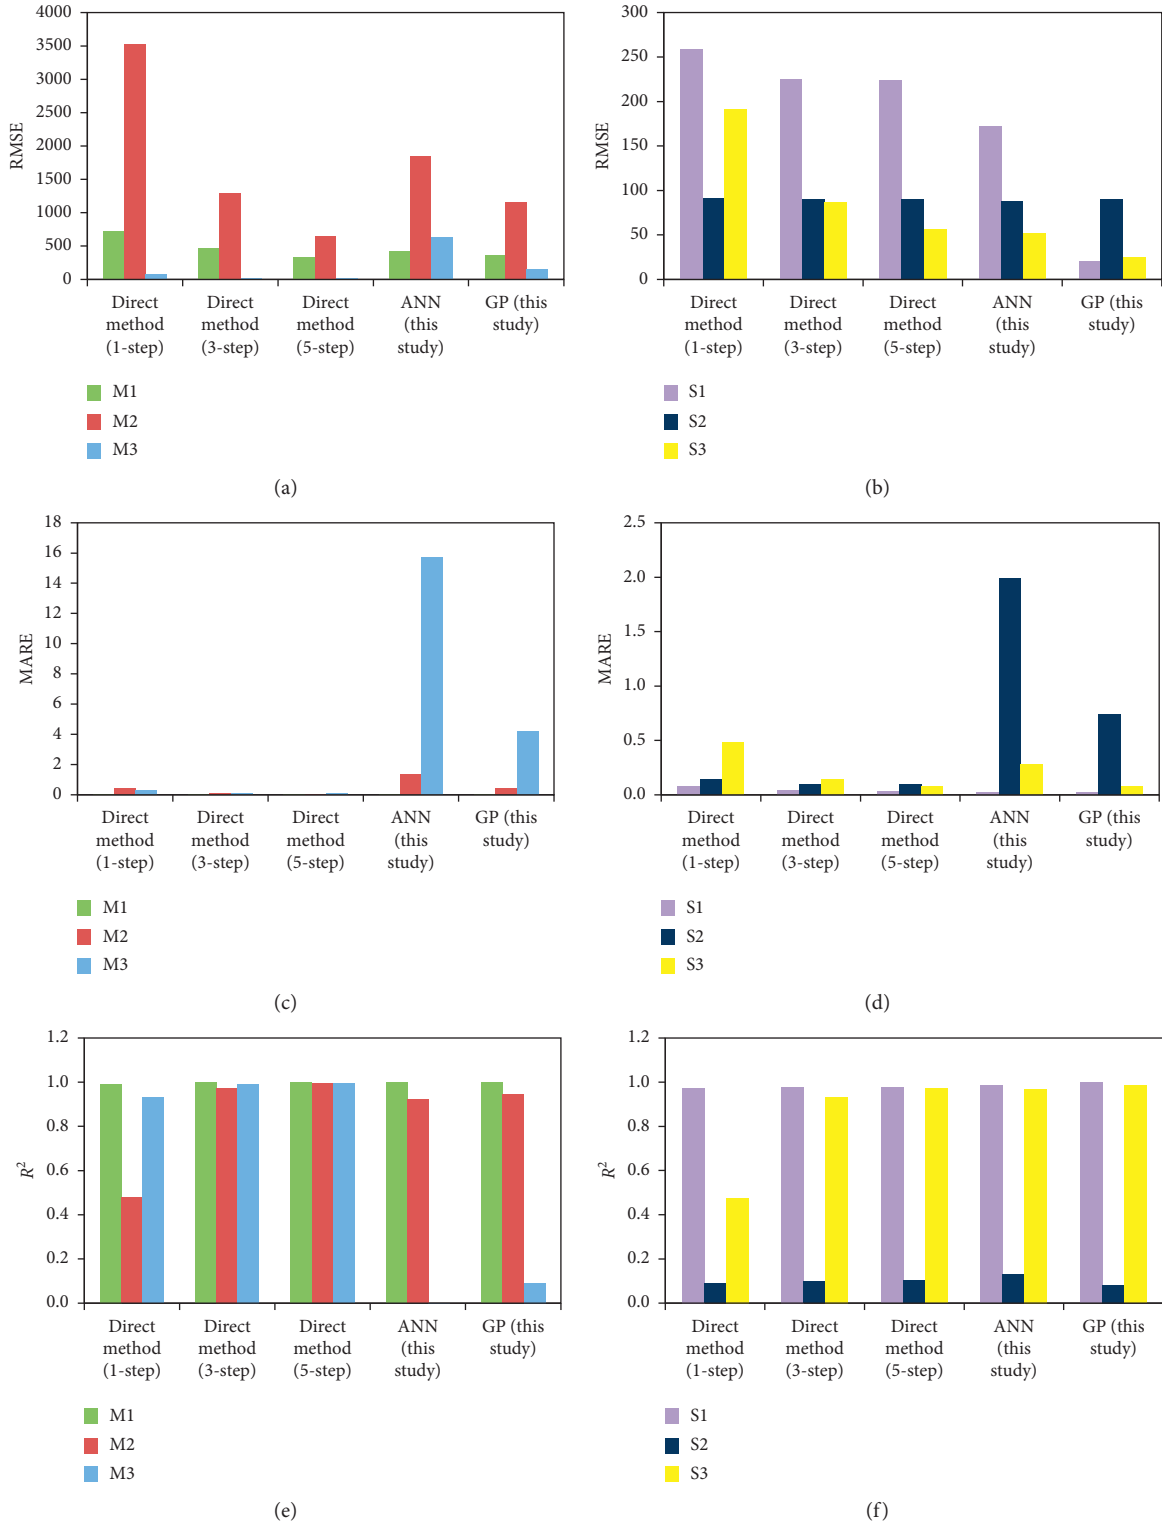 4000
3500
3000
2500
2000
1500
1000
500
0
RMSE
Direct method (1-step)
Direct method (3-step)
Direct method (5-step)
ANN (this study)
GP (this study)
M1
M2
M3
(a)
300
250
200
150
100
50
0
RMSE
Direct method (1-step)
Direct method (3-step)
Direct method (5-step)
ANN (this study)
GP (this study)
S1
S2
S3
(b)
18
16
14
12
10
8
6
4
2
0
MARE
Direct method (1-step)
Direct method (3-step)
Direct method (5-step)
ANN (this study)
GP (this study)
M1
M2
M3
(c)
2.5
2.0
1.5
1.0
0.5
0.0
MARE
Direct method (1-step)
Direct method (3-step)
Direct method (5-step)
ANN (this study)
GP (this study)
S1
S2
S3
(d)
1.2
1.0
0.8
0.6
0.4
0.2
0.0
R²
Direct method (1-step)
Direct method (3-step)
Direct method (5-step)
ANN (this study)
GP (this study)
M1
M2
M3
(e)
1.2
1.0
0.8
0.6
0.4
0.2
0.0
R²
Direct method (1-step)
Direct method (3-step)
Direct method (5-step)
ANN (this study)
GP (this study)
S1
S2
S3
(f)